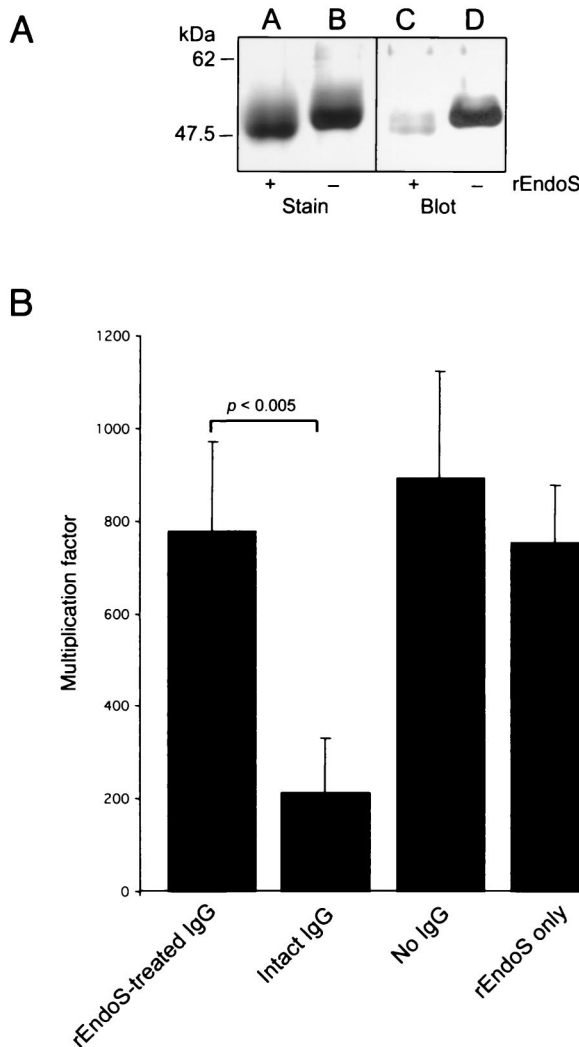 A
kDa
A B C D
62
47.5
+ − + − rEndoS
Stain Blot
B
1200
1000
800
600
400
200
0
Multiplication factor
p < 0.005
rEndoS-treated IgG
Intact IgG
No IgG
rEndoS only